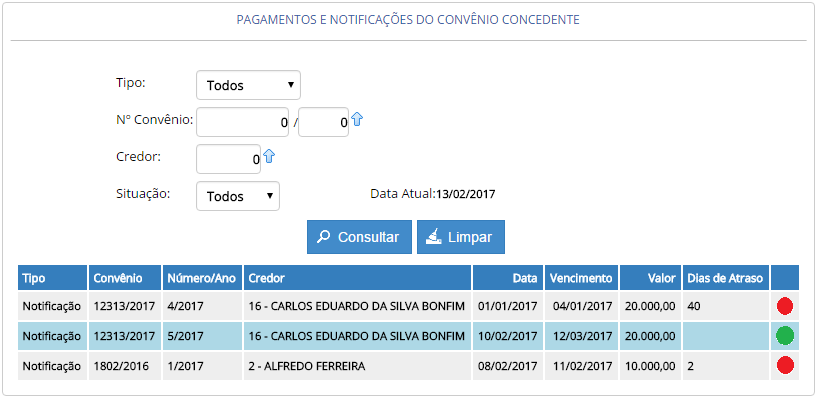 PAGAMENTOS E NOTIFICAÇÕES DO CONVÊNIO CONCEDENTE
Tipo: Todos
Nº Convênio: 0 / 0
Credor: 0
Situação: Todos Data Atual:13/02/2017
Consultar Limpar
Tipo Convênio Número/Ano Credor Data Vencimento Valor Dias de Atraso
Notificação 12313/2017 4/2017 16 - CARLOS EDUARDO DA SILVA BONFIM 01/01/2017 04/01/2017 20.000,00 40
Notificação 12313/2017 5/2017 16 - CARLOS EDUARDO DA SILVA BONFIM 10/02/2017 12/03/2017 20.000,00
Notificação 1802/2016 1/2017 2 - ALFREDO FERREIRA 08/02/2017 11/02/2017 10.000,00 2